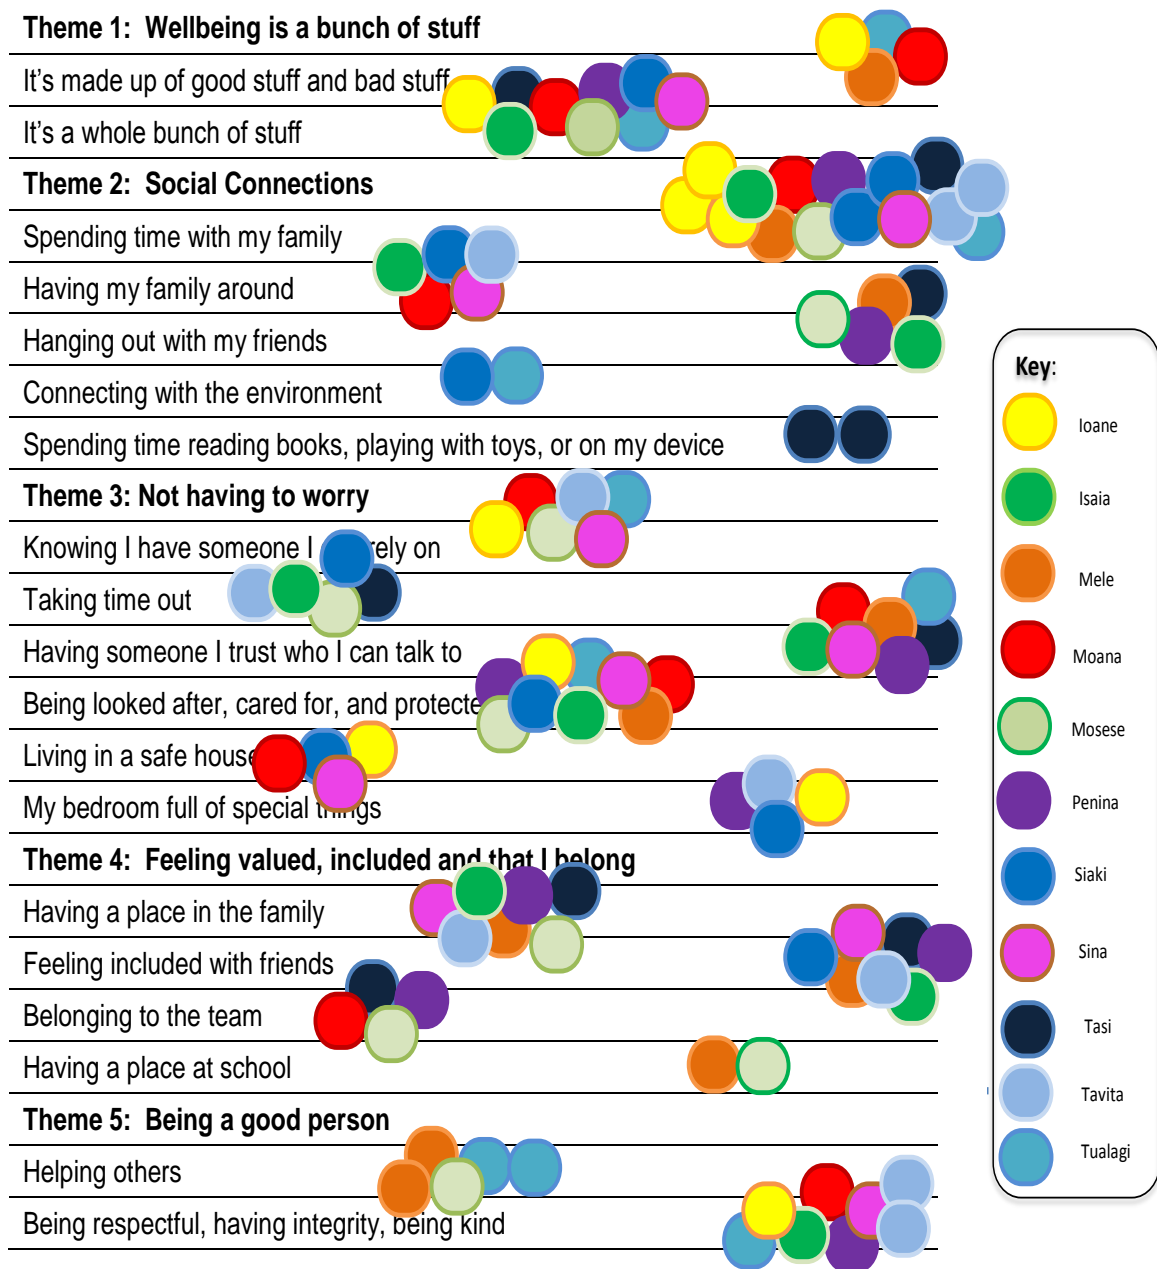 Theme 1: Wellbeing is a bunch of stuff
It's made up of good stuff and bad stuff
It's a whole bunch of stuff
Theme 2: Social Connections
Spending time with my family
Having my family around
Hanging out with my friends
Connecting with the environment
Spending time reading books, playing with toys, or on my device
Theme 3: Not having to worry
Knowing I have someone I rely on
Taking time out
Having someone I trust who I can talk to
Being looked after, cared for, and protecte
Living in a safe house
My bedroom full of special things
Theme 4: Feeling valued, included and that I belong
Having a place in the family
Feeling included with friends
Belonging to the team
Having a place at school
Theme 5: Being a good person
Helping others
Being respectful, having integrity, being kind
Key:
Ioane
Isaia
Mele
Moana
Mosese
Penina
Siaki
Sina
Tasi
Tavita
Tualagi